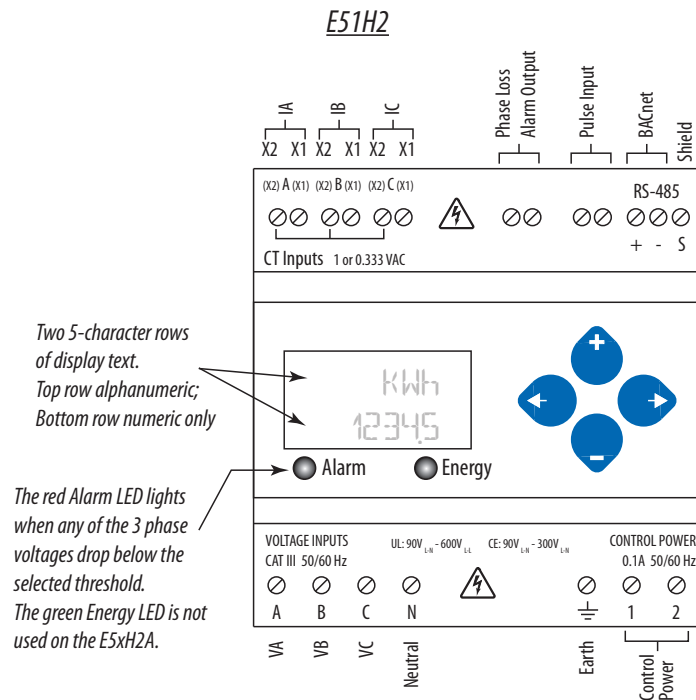 E51H2
IA IB IC
Phase Loss
Alarm Output
Pulse Input
BACnet
Shield
X2 X1 X2 X1 X2 X1
(X2) A (X1) (X2) B (X1) (X2) C (X1)
RS-485
+ - S
CT Inputs 1 or 0.333 VAC
Two 5-character rows
of display text.
Top row alphanumeric;
Bottom row numeric only
KWh
1234.5
+
-
Alarm
Energy
The red Alarm LED lights
when any of the 3 phase
voltages drop below the
selected threshold.
The green Energy LED is not
used on the E5xH2A.
VOLTAGE INPUTS
CAT III 50/60 Hz
UL: 90V L-N - 600V L-L
CE: 90V L-N - 300V L-N
CONTROL POWER
0.1A 50/60 Hz
A B C N 1 2
VA
VB
VC
Neutral
Earth
Control
Power